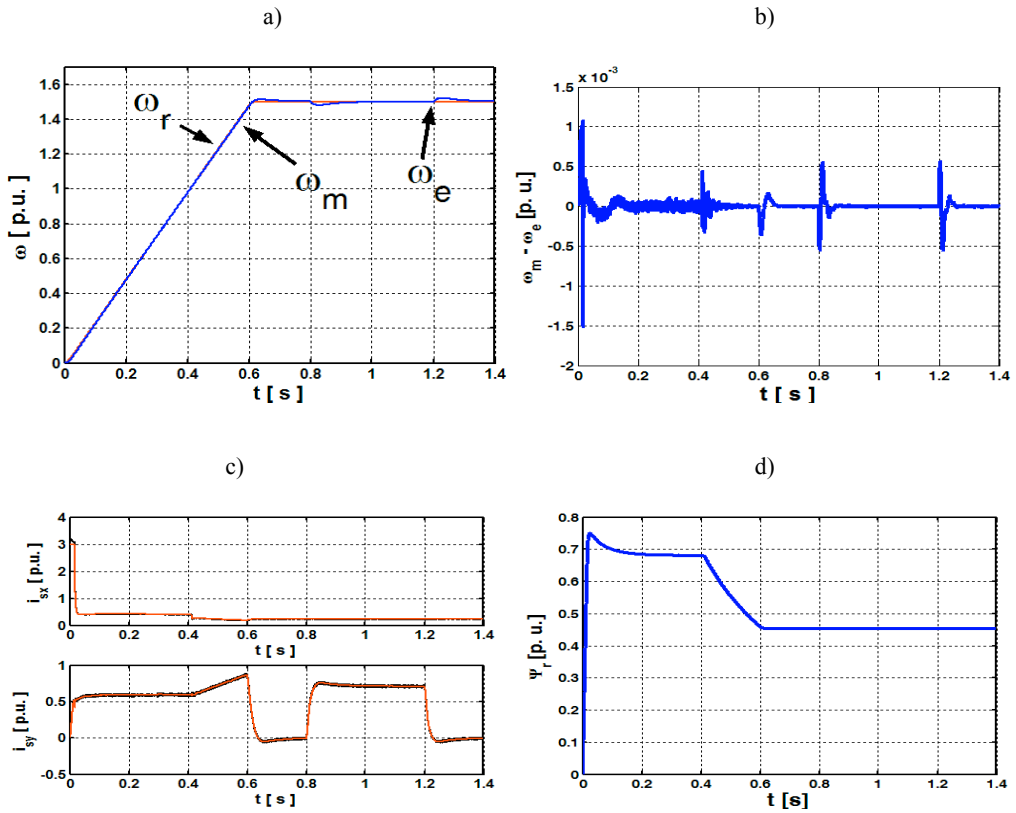 a)
b)
1.6
1.4
1.2
1
0.8
0.6
0.4
0.2
0
ω [ p.u. ]
ωr
ωm
ωe
0 0.2 0.4 0.6 0.8 1 1.2 1.4
t [ s ]
x 10⁻³
1.5
1
0.5
0
-0.5
-1
-1.5
-2
ωm - ωe [p. u.]
0 0.2 0.4 0.6 0.8 1 1.2 1.4
t [ s ]
c)
d)
4
3
2
1
0
isx [ p.u. ]
0 0.2 0.4 0.6 0.8 1 1.2 1.4
t [ s ]
1
0.5
0
-0.5
isy [ p.u. ]
0 0.2 0.4 0.6 0.8 1 1.2 1.4
t [ s ]
0.8
0.7
0.6
0.5
0.4
0.3
0.2
0.1
0
Ψr [p. u.]
0 0.2 0.4 0.6 0.8 1 1.2 1.4
t [s]